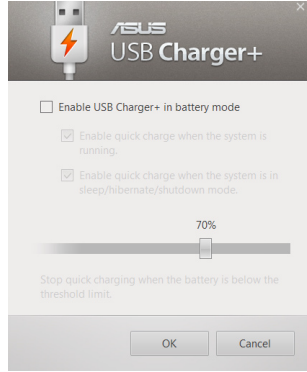 ASUS
USB Charger+
Enable USB Charger+ in battery mode
Enable quick charge when the system is
running.
Enable quick charge when the system is in
sleep/hibernate/shutdown mode.
70%
Stop quick charging when the battery is below the
threshold limit.
OK
Cancel